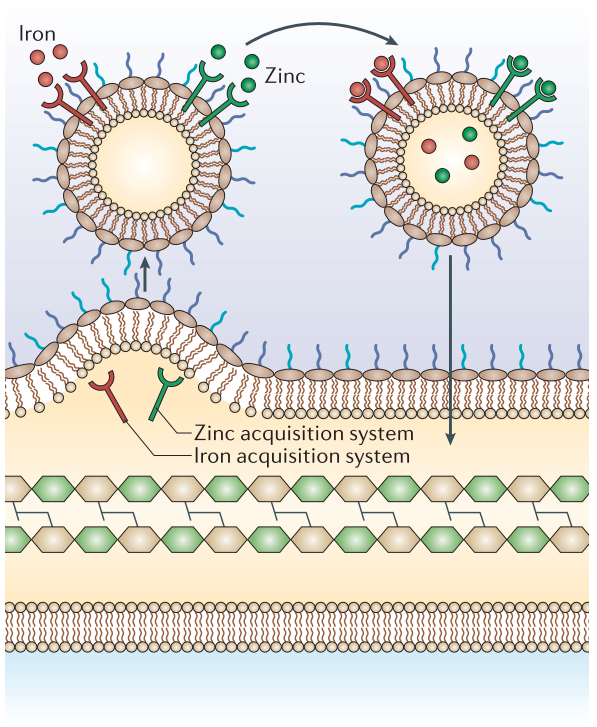 Iron
Zinc
Zinc acquisition system
Iron acquisition system